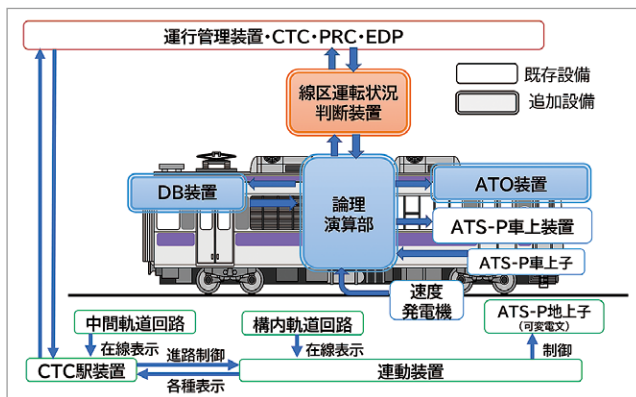 運行管理装置・CTC・PRC・EDP
線区運転状況
判断装置
既存設備
追加設備
DB装置
論理
演算部
ATO装置
ATS-P車上装置
ATS-P車上子
速度
発電機
中間軌道回路
構内軌道回路
ATS-P地上子
(可変電文)
在線表示
進路制御
在線表示
制御
CTC駅装置
各種表示
連動装置